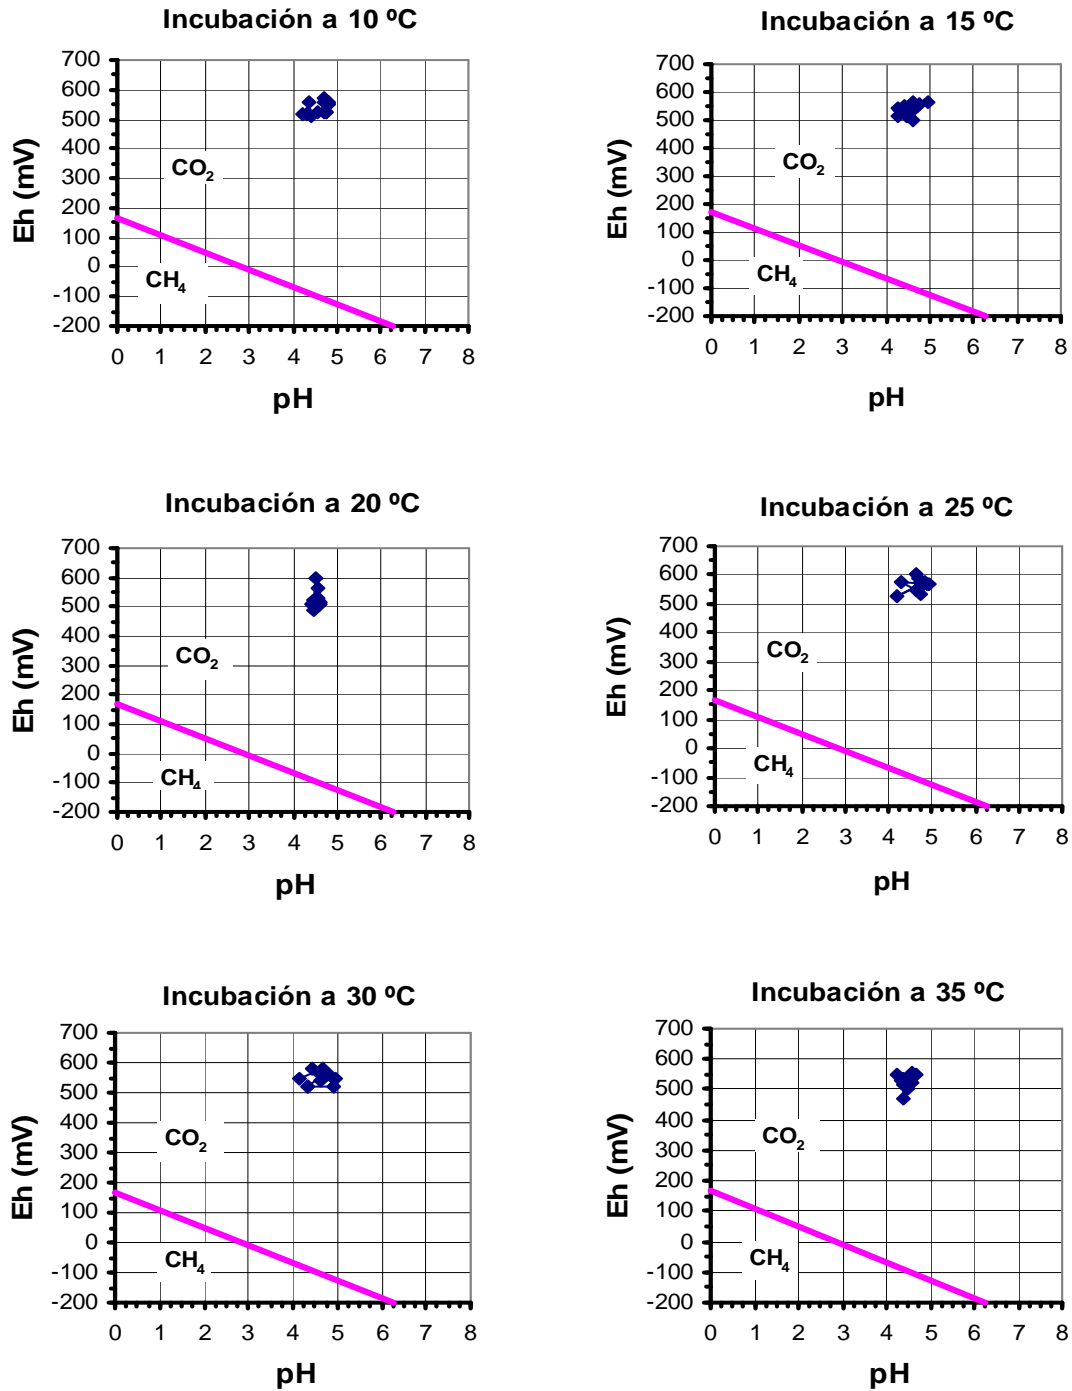 Incubación a 10 ºC
700
600
500
400
300
200
100
0
-100
-200
Eh (mV)
CO2
CH4
0 1 2 3 4 5 6 7 8
pH
Incubación a 15 ºC
700
600
500
400
300
200
100
0
-100
-200
Eh (mV)
CO2
CH4
0 1 2 3 4 5 6 7 8
pH
Incubación a 20 ºC
700
600
500
400
300
200
100
0
-100
-200
Eh (mV)
CO2
CH4
0 1 2 3 4 5 6 7 8
pH
Incubación a 25 ºC
700
600
500
400
300
200
100
0
-100
-200
Eh (mV)
CO2
CH4
0 1 2 3 4 5 6 7 8
pH
Incubación a 30 ºC
700
600
500
400
300
200
100
0
-100
-200
Eh (mV)
CO2
CH4
0 1 2 3 4 5 6 7 8
pH
Incubación a 35 ºC
700
600
500
400
300
200
100
0
-100
-200
Eh (mV)
CO2
CH4
0 1 2 3 4 5 6 7 8
pH